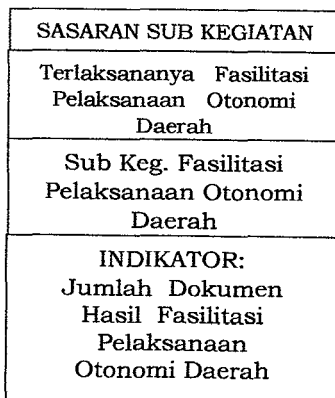 SASARAN SUB KEGIATAN
Terlaksananya Fasilitasi
Pelaksanaan Otonomi
Daerah
Sub Keg. Fasilitasi
Pelaksanaan Otonomi
Daerah
INDIKATOR:
Jumlah Dokumen
Hasil Fasilitasi
Pelaksanaan
Otonomi Daerah